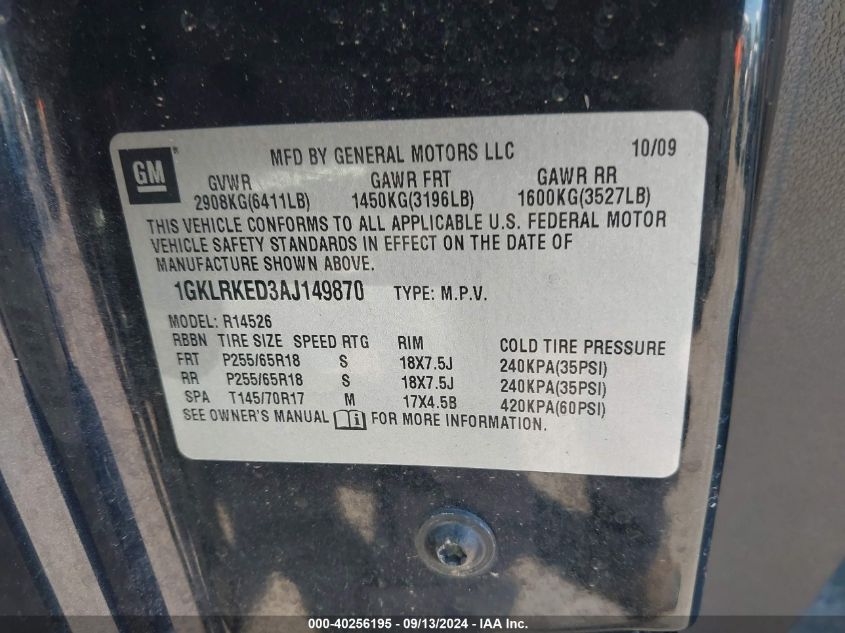 GM
MFD BY GENERAL MOTORS LLC 10/09
GVWR GAWR FRT GAWR RR
2908KG(6411LB) 1450KG(3196LB) 1600KG(3527LB)
THIS VEHICLE CONFORMS TO ALL APPLICABLE U.S. FEDERAL MOTOR
VEHICLE SAFETY STANDARDS IN EFFECT ON THE DATE OF
MANUFACTURE SHOWN ABOVE.
1GKLRKED3AJ149870 TYPE: M.P.V.
MODEL: R14526
RBBN TIRE SIZE SPEED RTG RIM COLD TIRE PRESSURE
FRT P255/65R18 S 18X7.5J 240KPA(35PSI)
RR P255/65R18 S 18X7.5J 240KPA(35PSI)
SPA T145/70R17 M 17X4.5B 420KPA(60PSI)
SEE OWNER'S MANUAL FOR MORE INFORMATION.
000-40256195 - 09/13/2024 - IAA Inc.